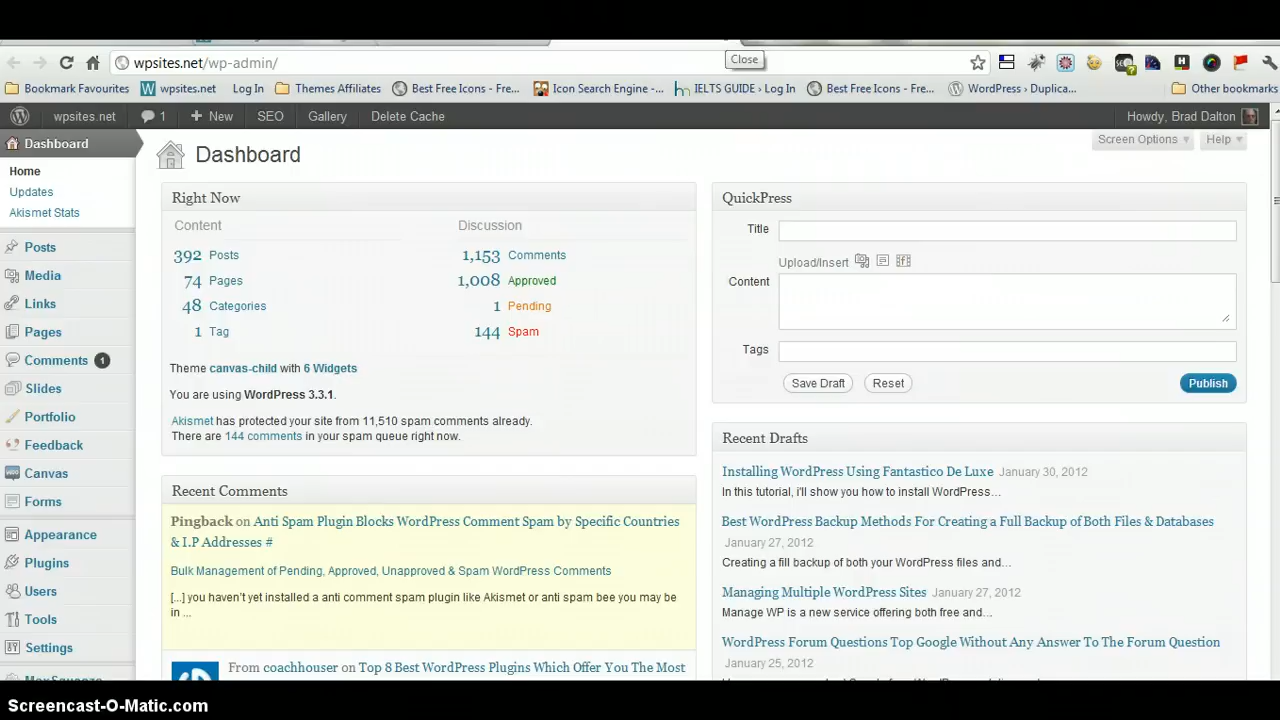 Close
wpsites.net/wp-admin/
Bookmark Favourites
wpsites.net
Log In
Themes Affiliates
Best Free Icons - Fre...
Icon Search Engine -...
IELTS GUIDE › Log In
Best Free Icons - Fre...
WordPress › Duplica...
Other bookmarks
wpsites.net
1
New
SEO
Gallery
Delete Cache
Howdy, Brad Dalton
Dashboard
Home
Updates
Akismet Stats
Posts
Media
Links
Pages
Comments 1
Slides
Portfolio
Feedback
Canvas
Forms
Appearance
Plugins
Users
Tools
Settings
Screen Options
Help
Dashboard
Right Now
Content
392 Posts
74 Pages
48 Categories
1 Tag
Discussion
1,153 Comments
1,008 Approved
1 Pending
144 Spam
Theme canvas-child with 6 Widgets
You are using WordPress 3.3.1.
Akismet has protected your site from 11,510 spam comments already.
There are 144 comments in your spam queue right now.
Recent Comments
Pingback on Anti Spam Plugin Blocks WordPress Comment Spam by Specific Countries
& I.P Addresses #
Bulk Management of Pending, Approved, Unapproved & Spam WordPress Comments
[...] you haven't yet installed a anti comment spam plugin like Akismet or anti spam bee you may be
in ...
From coachhouser on Top 8 Best WordPress Plugins Which Offer You The Most
QuickPress
Title
Upload/Insert
Content
Tags
Save Draft
Reset
Publish
Recent Drafts
Installing WordPress Using Fantastico De Luxe January 30, 2012
In this tutorial, i'll show you how to install WordPress...
Best WordPress Backup Methods For Creating a Full Backup of Both Files & Databases
January 27, 2012
Creating a fill backup of both your WordPress files and...
Managing Multiple WordPress Sites January 27, 2012
Manage WP is a new service offering both free and...
WordPress Forum Questions Top Google Without Any Answer To The Forum Question
January 25, 2012
Screencast-O-Matic.com